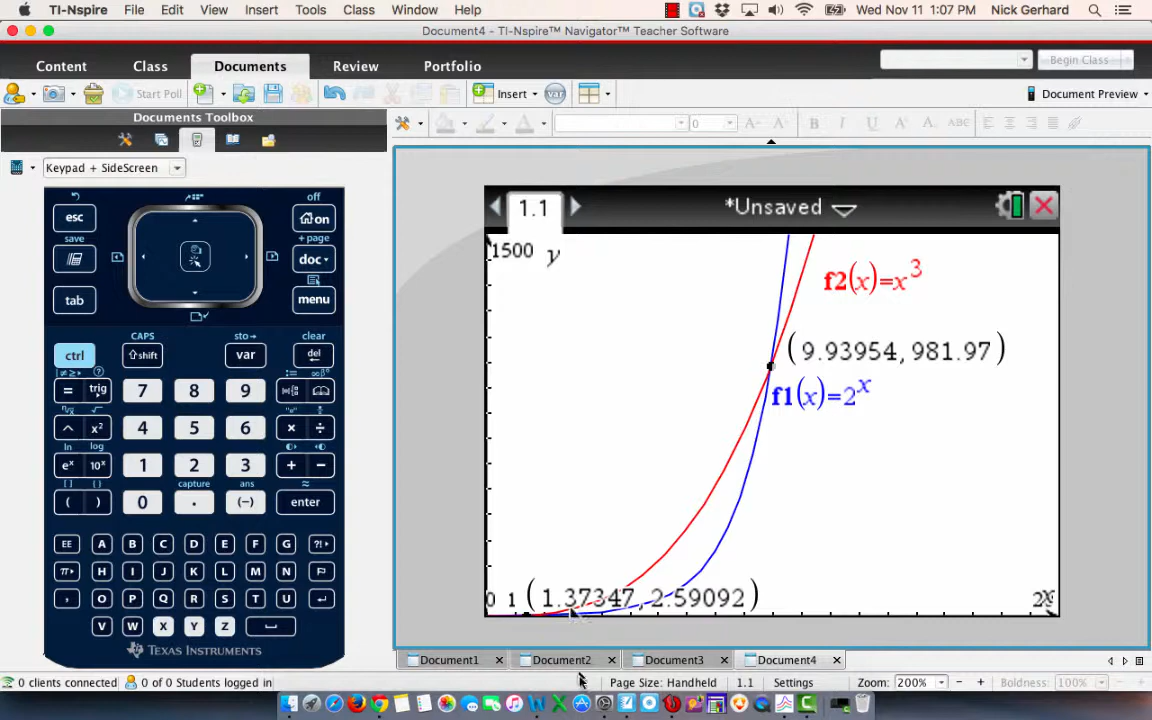 TI-Nspire File Edit View Insert Tools Class Window Help Wed Nov 11 1:07 PM Nick Gerhard
Document4 - TI-Nspire™ Navigator™ Teacher Software
Content Class Documents Review Portfolio
Begin Class
Start Poll Insert var Document Preview
Documents Toolbox
0 A- A+ B I U ABC
Keypad + SideScreen
off
esc on
save + page
doc
tab menu
CAPS sto→ clear
ctrl shift var del
= trig 7 8 9
^ x² 4 5 6 × ÷
ln log
eˣ 10ˣ 1 2 3 + −
[ ] { } capture ans ≈
( ) 0 . (−) enter
EE A B C D E F G ?!
π H I J K L M N
, O P Q R S T U
V W X Y Z
TEXAS INSTRUMENTS
1.1 *Unsaved
1500 y
f2(x)=x³
(9.93954,981.97)
f1(x)=2ˣ
0 1 (1.37347,2.59092)
x
Document1 Document2 Document3 Document4
0 clients connected 0 of 0 Students logged in Page Size: Handheld 1.1 Settings Zoom: 200% − + Boldness: 100% − +